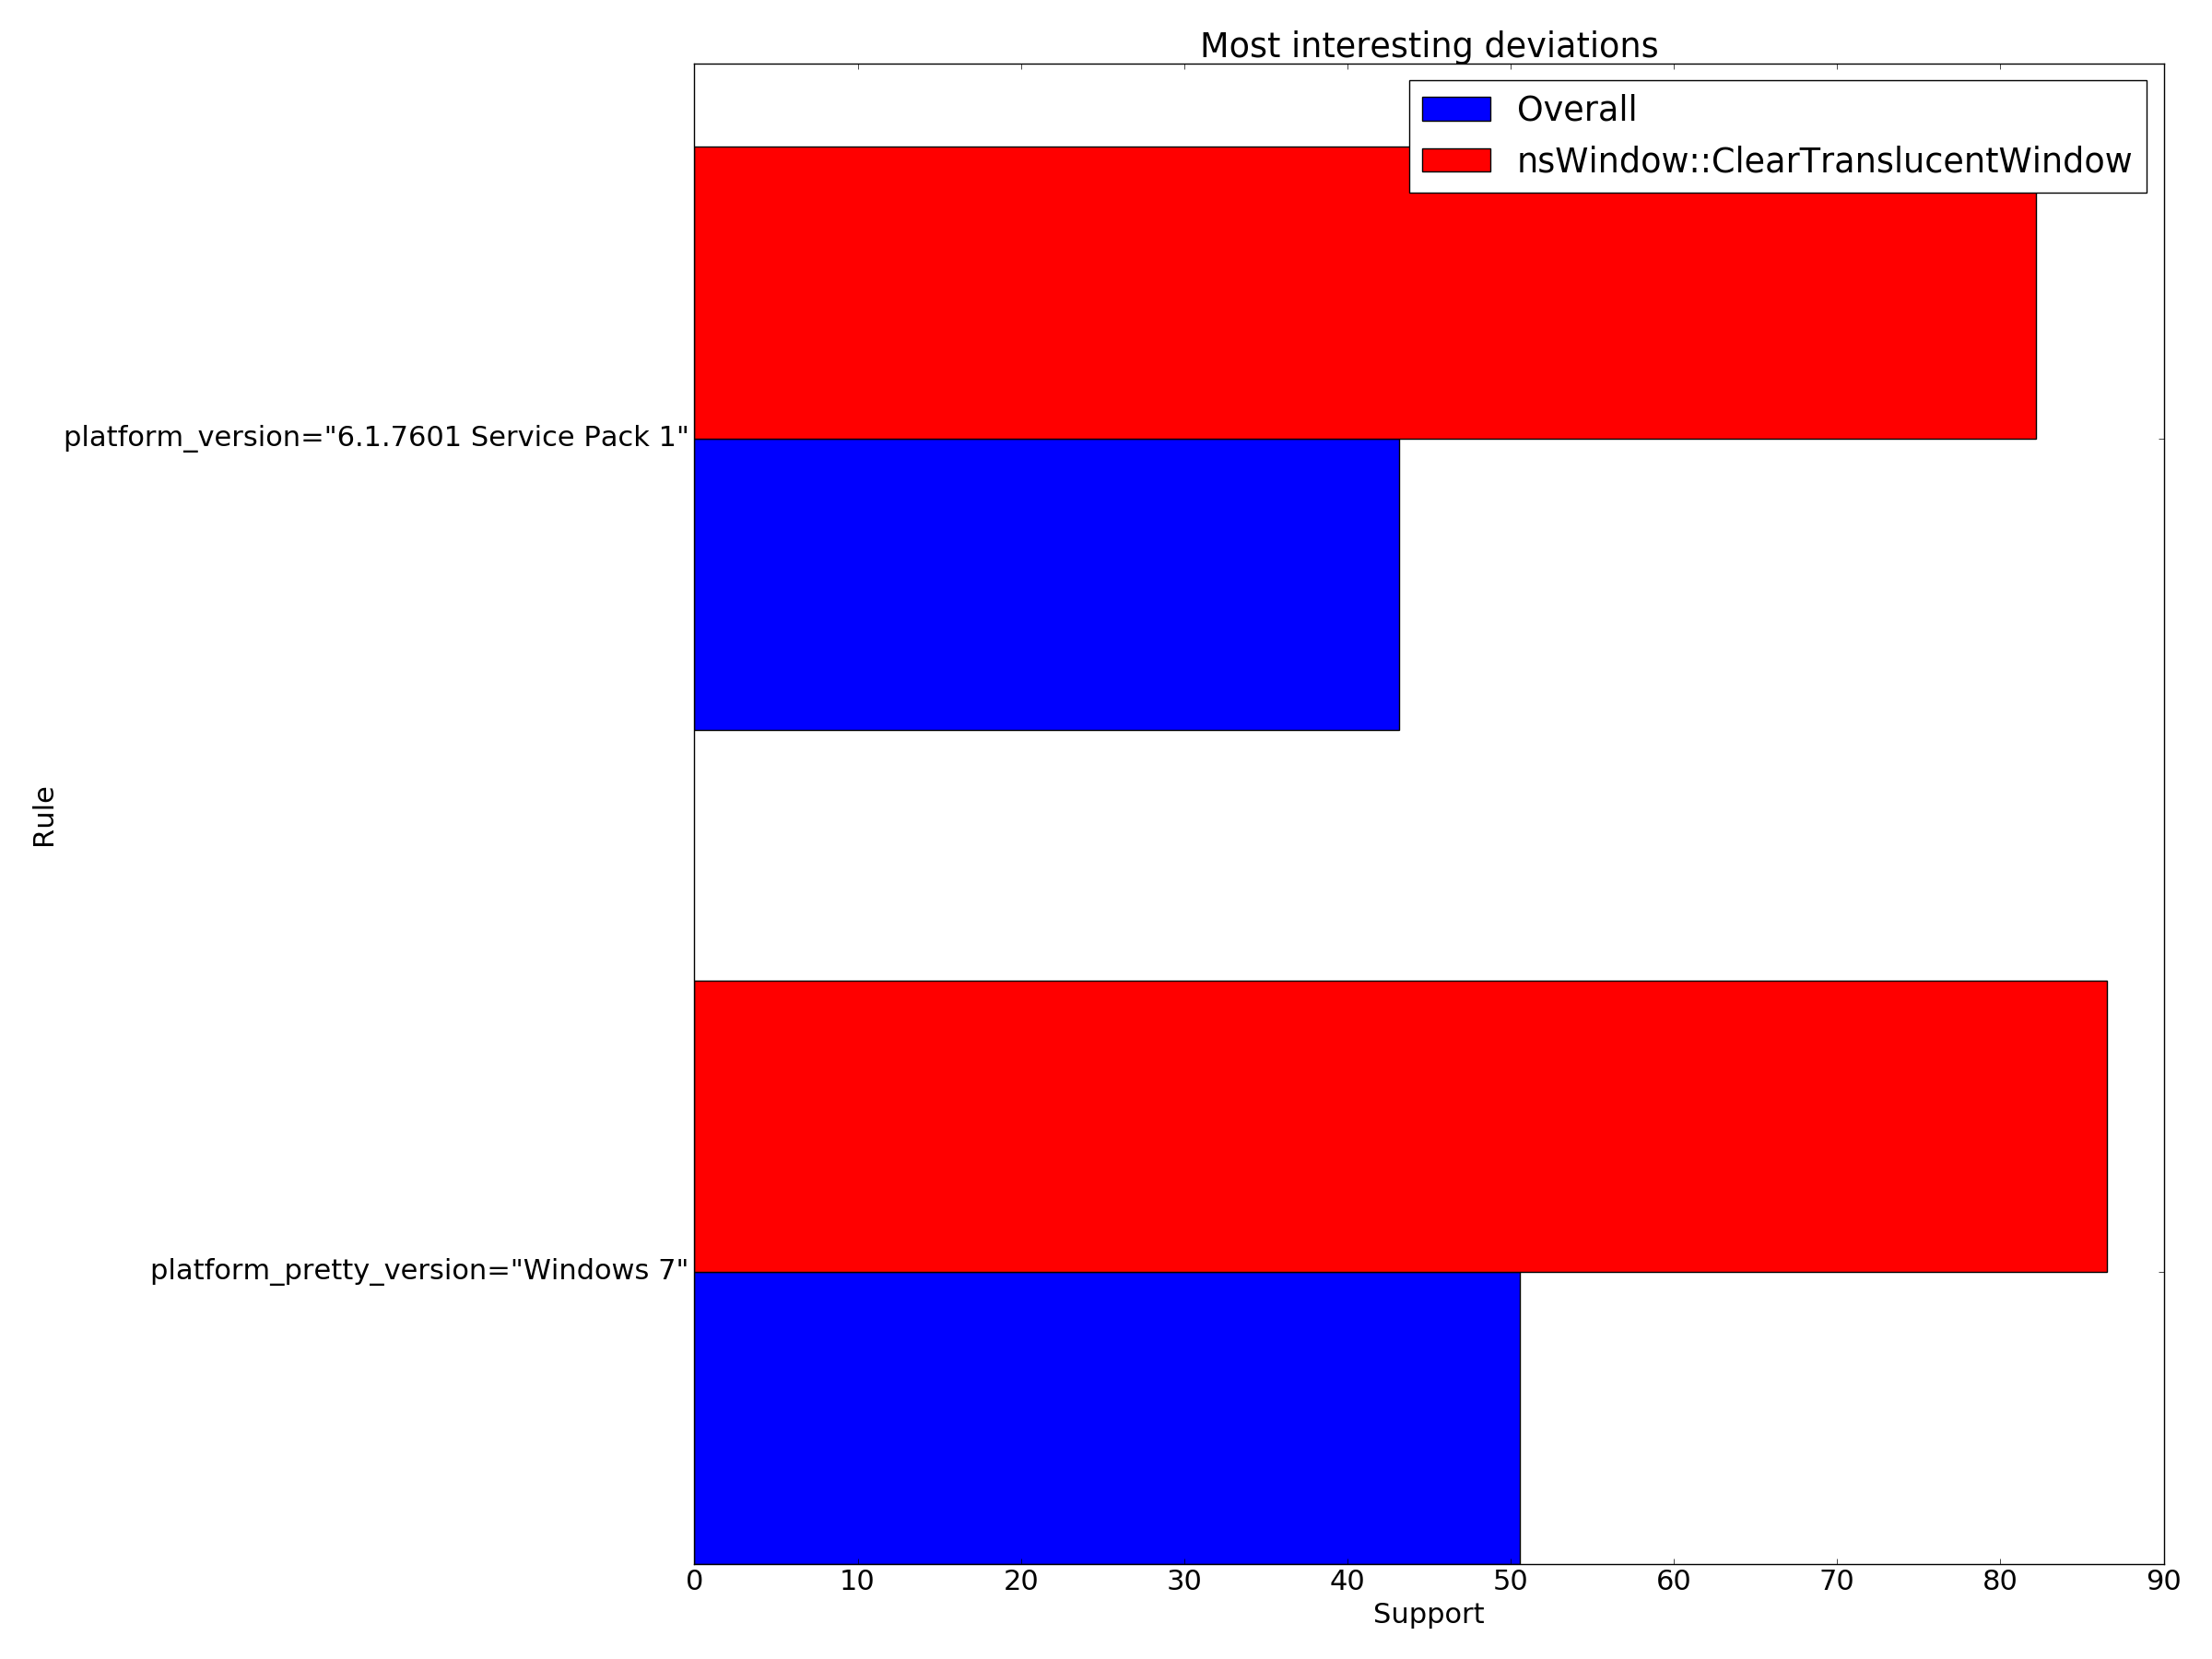 Most interesting deviations
Overall
nsWindow::ClearTranslucentWindow
platform_version="6.1.7601 Service Pack 1"
Rule
platform_pretty_version="Windows 7"
0 10 20 30 40 50 60 70 80 90
Support